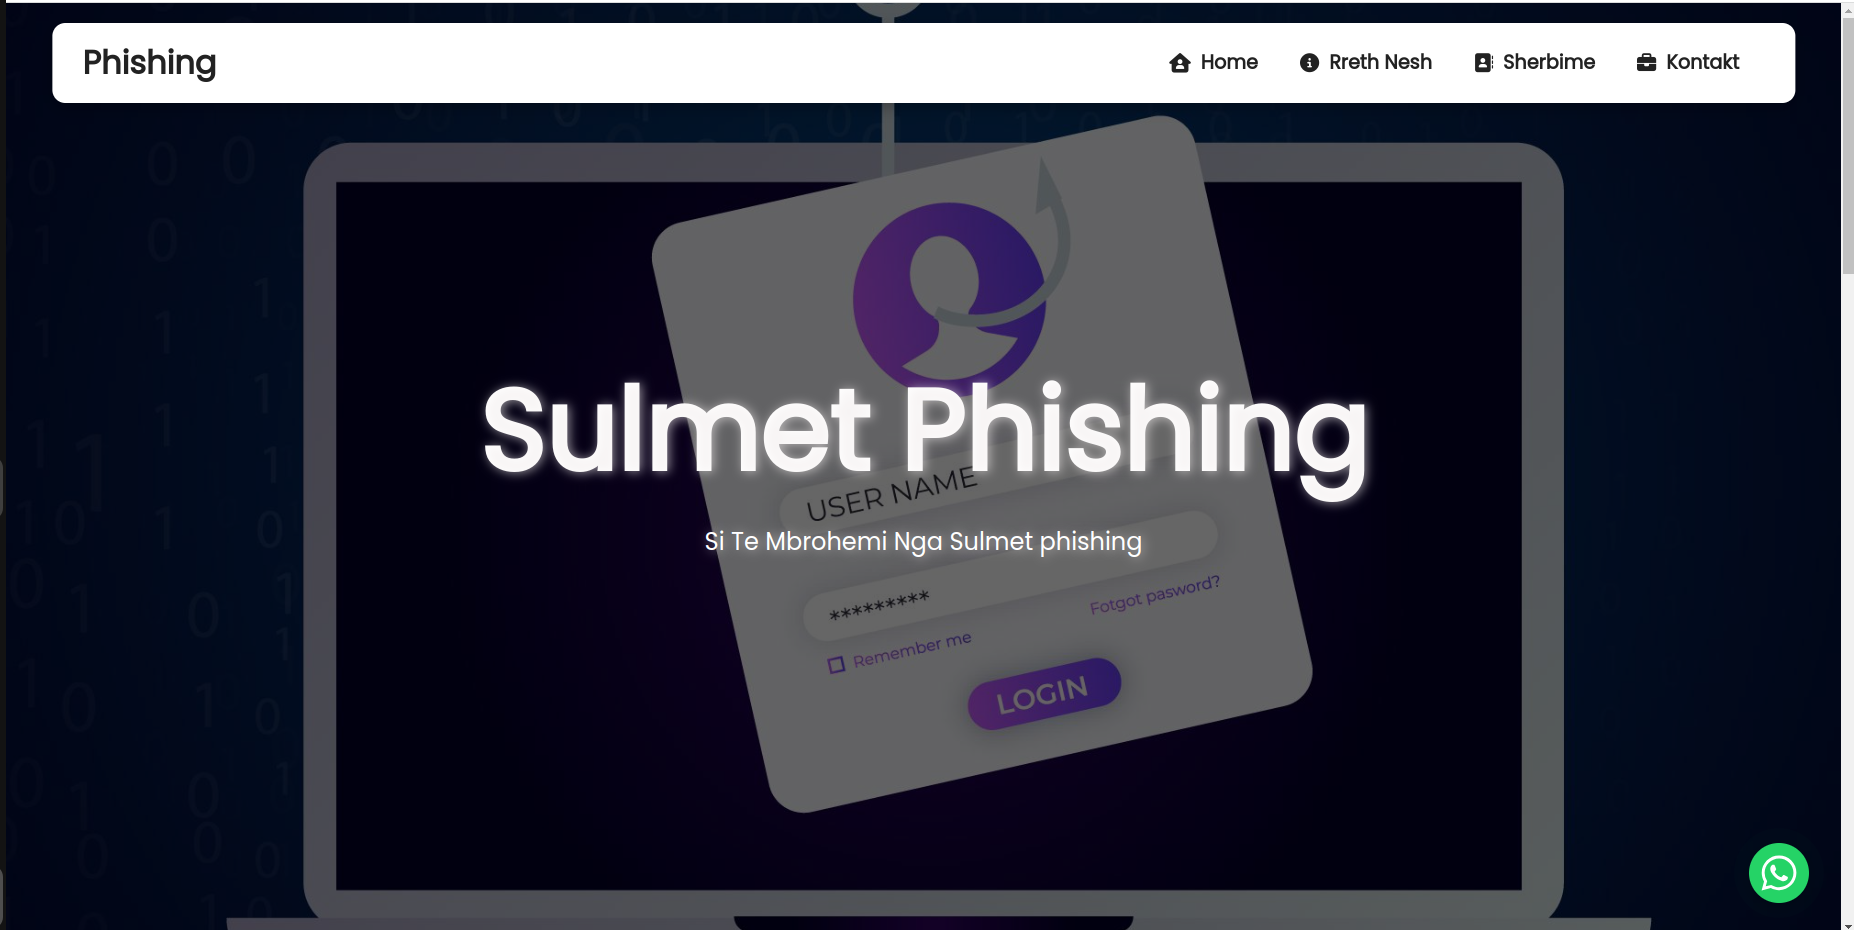 Phishing
Home
Rreth Nesh
Sherbime
Kontakt
Sulmet Phishing
USER NAME
Si Te Mbrohemi Nga Sulmet phishing
*********
Fotgot pasword?
Remember me
LOGIN